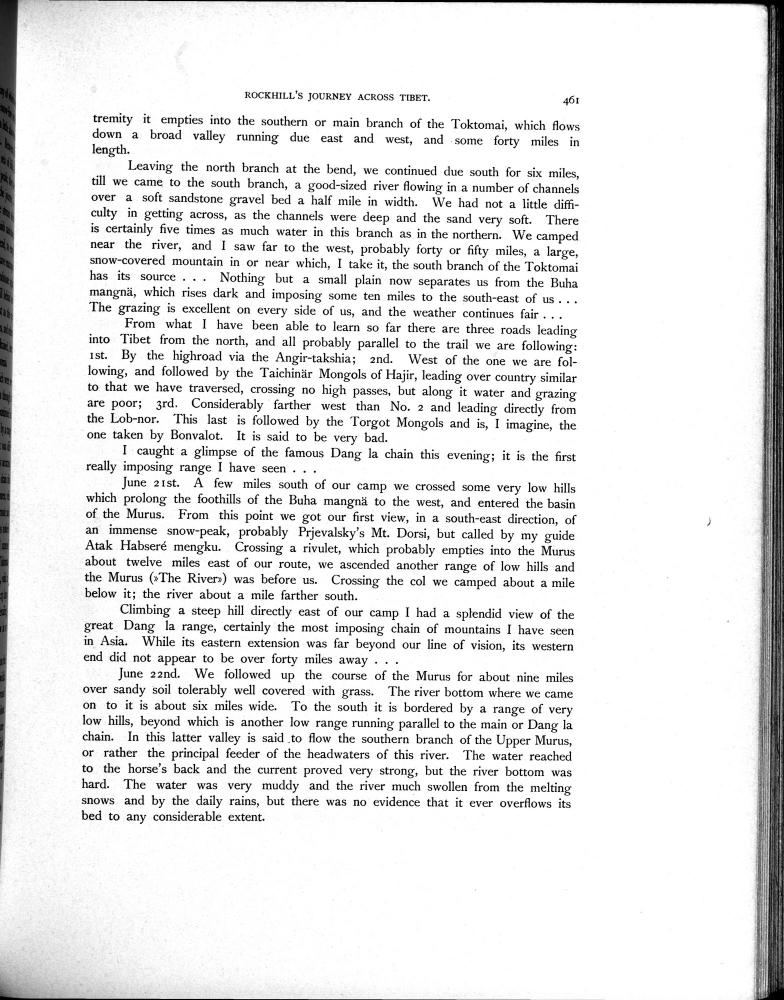 ROCKHILL'S JOURNEY ACROSS TIBET. 461
tremity it empties into the southern or main branch of the Toktomai, which flows
down a broad valley running due east and west, and some forty miles in
length.
Leaving the north branch at the bend, we continued due south for six miles,
till we came to the south branch, a good-sized river flowing in a number of channels
over a soft sandstone gravel bed a half mile in width. We had not a little diffi-
culty in getting across, as the channels were deep and the sand very soft. There
is certainly five times as much water in this branch as in the northern. We camped
near the river, and I saw far to the west, probably forty or fifty miles, a large,
snow-covered mountain in or near which, I take it, the south branch of the Toktomai
has its source . . . Nothing but a small plain now separates us from the Buha
mangnä, which rises dark and imposing some ten miles to the south-east of us . . .
The grazing is excellent on every side of us, and the weather continues fair . . .
From what I have been able to learn so far there are three roads leading
into Tibet from the north, and all probably parallel to the trail we are following:
1st. By the highroad via the Angir-takshia; 2nd. West of the one we are fol-
lowing, and followed by the Taichinär Mongols of Hajir, leading over country similar
to that we have traversed, crossing no high passes, but along it water and grazing
are poor; 3rd. Considerably farther west than No. 2 and leading directly from
the Lob-nor. This last is followed by the Torgot Mongols and is, I imagine, the
one taken by Bonvalot. It is said to be very bad.
I caught a glimpse of the famous Dang la chain this evening; it is the first
really imposing range I have seen . . .
June 21st. A few miles south of our camp we crossed some very low hills
which prolong the foothills of the Buha mangnä to the west, and entered the basin
of the Murus. From this point we got our first view, in a south-east direction, of
an immense snow-peak, probably Prjevalsky's Mt. Dorsi, but called by my guide
Atak Habseré mengku. Crossing a rivulet, which probably empties into the Murus
about twelve miles east of our route, we ascended another range of low hills and
the Murus (»The River») was before us. Crossing the col we camped about a mile
below it; the river about a mile farther south.
Climbing a steep hill directly east of our camp I had a splendid view of the
great Dang la range, certainly the most imposing chain of mountains I have seen
in Asia. While its eastern extension was far beyond our line of vision, its western
end did not appear to be over forty miles away . . .
June 22nd. We followed up the course of the Murus for about nine miles
over sandy soil tolerably well covered with grass. The river bottom where we came
on to it is about six miles wide. To the south it is bordered by a range of very
low hills, beyond which is another low range running parallel to the main or Dang la
chain. In this latter valley is said to flow the southern branch of the Upper Murus,
or rather the principal feeder of the headwaters of this river. The water reached
to the horse's back and the current proved very strong, but the river bottom was
hard. The water was very muddy and the river much swollen from the melting
snows and by the daily rains, but there was no evidence that it ever overflows its
bed to any considerable extent.